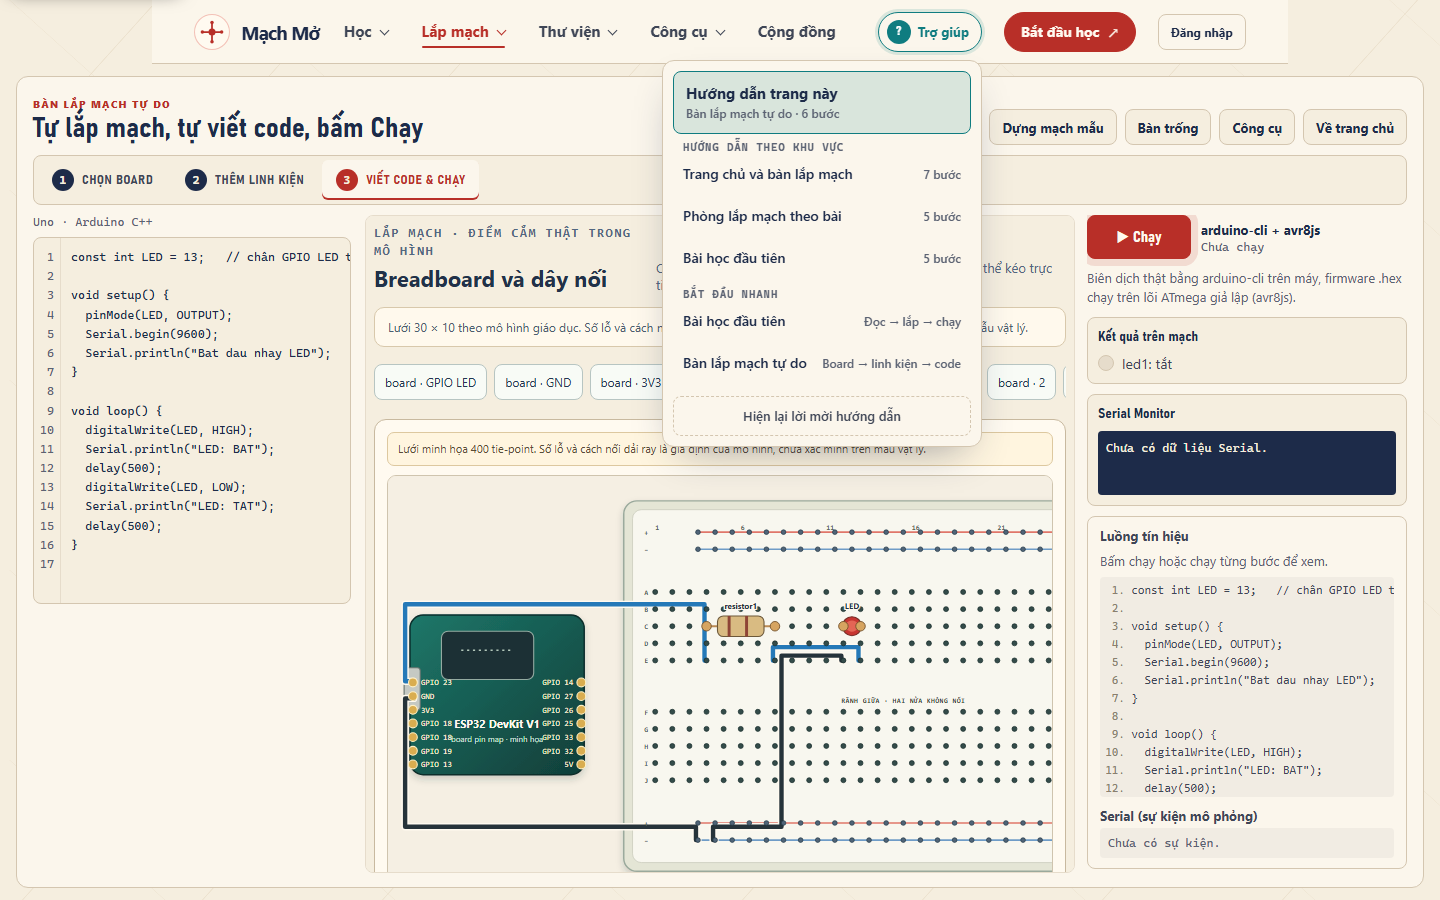 Mạch Mở
Học
Lắp mạch
Thư viện
Công cụ
Cộng đồng
? Trợ giúp
Bắt đầu học ↗
Đăng nhập
BÀN LẮP MẠCH TỰ DO
Tự lắp mạch, tự viết code, bấm Chạy
Dựng mạch mẫu
Bàn trống
Công cụ
Về trang chủ
1 CHỌN BOARD
2 THÊM LINH KIỆN
3 VIẾT CODE & CHẠY
Hướng dẫn trang này
Bàn lắp mạch tự do · 6 bước
HƯỚNG DẪN THEO KHU VỰC
Trang chủ và bàn lắp mạch 7 bước
Phòng lắp mạch theo bài 5 bước
Bài học đầu tiên 5 bước
BẮT ĐẦU NHANH
Bài học đầu tiên Đọc → lắp → chạy
Bàn lắp mạch tự do Board → linh kiện → code
Hiện lại lời mời hướng dẫn
Uno · Arduino C++
1 const int LED = 13; // chân GPIO LED t
2
3 void setup() {
4 pinMode(LED, OUTPUT);
5 Serial.begin(9600);
6 Serial.println("Bat dau nhay LED");
7 }
8
9 void loop() {
10 digitalWrite(LED, HIGH);
11 Serial.println("LED: BAT");
12 delay(500);
13 digitalWrite(LED, LOW);
14 Serial.println("LED: TAT");
15 delay(500);
16 }
17
LẮP MẠCH · ĐIỂM CẮM THẬT TRONG
MÔ HÌNH
Breadboard và dây nối
thể kéo trực
Lưới 30 × 10 theo mô hình giáo dục. Số lỗ và cách n
ẫu vật lý.
board · GPIO LED
board · GND
board · 3V3
board · 2
Lưới minh họa 400 tie-point. Số lỗ và cách nối dải ray là giả định của mô hình, chưa xác minh trên mẫu vật lý.
1 6 11 16 21
+
−
A
B
C
D
E
resistor1
LED
RÃNH GIỮA - HAI NỬA KHÔNG NỐI
F
G
H
I
J
+
−
GPIO 23 GPIO 14
GND GPIO 27
3V3 GPIO 26
GPIO 18 ESP32 DevKit V1 GPIO 25
GPIO 18 board pin map · minh họa GPIO 33
GPIO 19 GPIO 32
GPIO 13 5V
▶ Chạy
arduino-cli + avr8js
Chưa chạy
Biên dịch thật bằng arduino-cli trên máy, firmware .hex
chạy trên lõi ATmega giả lập (avr8js).
Kết quả trên mạch
led1: tắt
Serial Monitor
Chưa có dữ liệu Serial.
Luồng tín hiệu
Bấm chạy hoặc chạy từng bước để xem.
1. const int LED = 13; // chân GPIO LED t
2.
3. void setup() {
4. pinMode(LED, OUTPUT);
5. Serial.begin(9600);
6. Serial.println("Bat dau nhay LED");
7. }
8.
9. void loop() {
10. digitalWrite(LED, HIGH);
11. Serial.println("LED: BAT");
12. delay(500);
Serial (sự kiện mô phỏng)
Chưa có sự kiện.